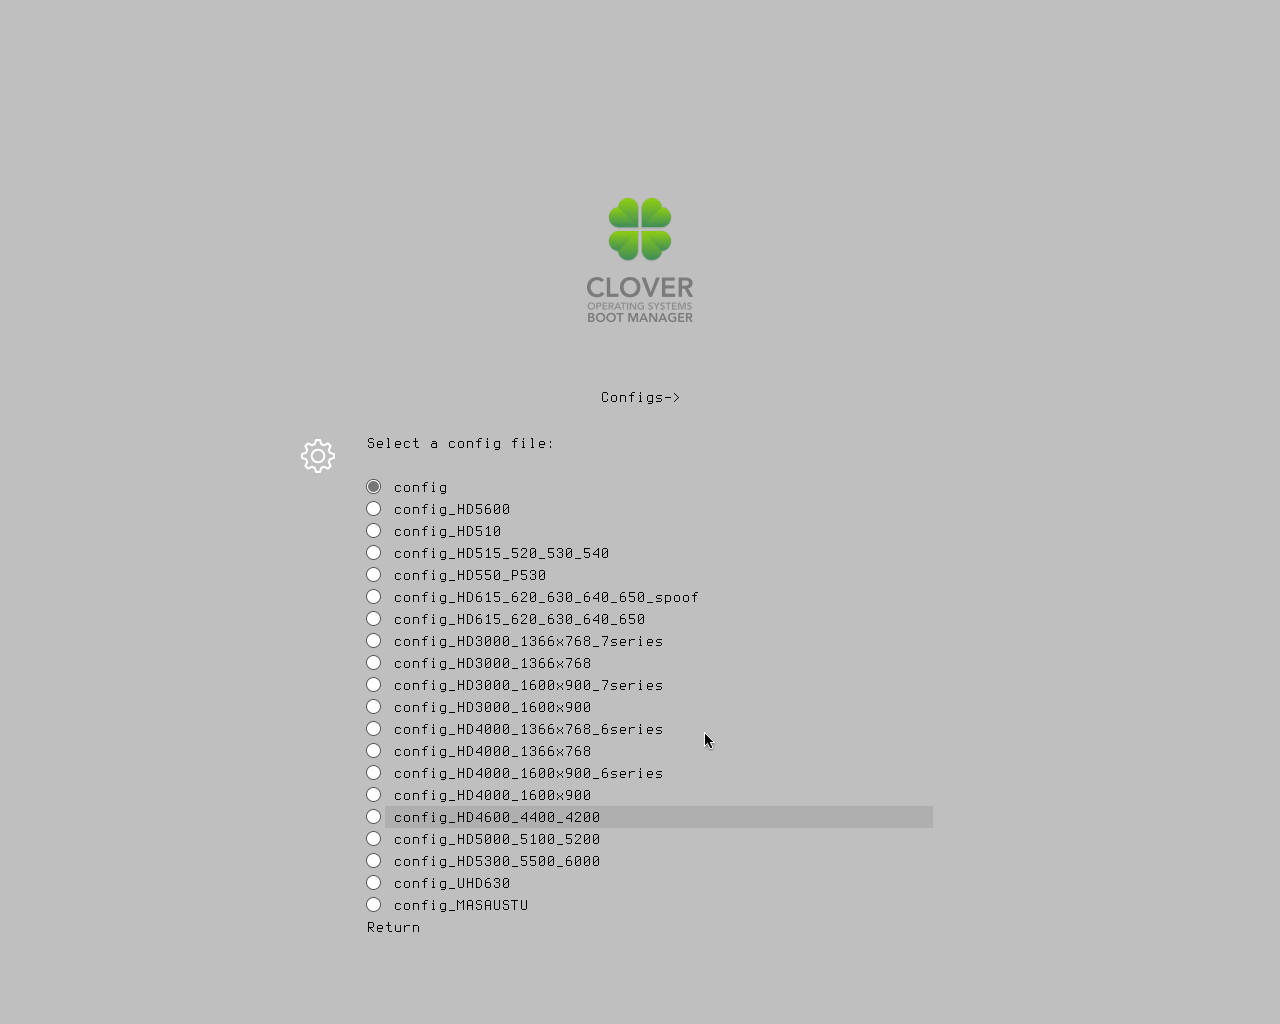 CLOVER
OPERATING SYSTEMS
BOOT MANAGER
Configs->
Select a config file:
config
config_HD5600
config_HD510
config_HD515_520_530_540
config_HD550_P530
config_HD615_620_630_640_650_spoof
config_HD615_620_630_640_650
config_HD3000_1366x768_7series
config_HD3000_1366x768
config_HD3000_1600x900_7series
config_HD3000_1600x900
config_HD4000_1366x768_6series
config_HD4000_1366x768
config_HD4000_1600x900_6series
config_HD4000_1600x900
config_HD4600_4400_4200
config_HD5000_5100_5200
config_HD5300_5500_6000
config_UHD630
config_MASAUSTU
Return